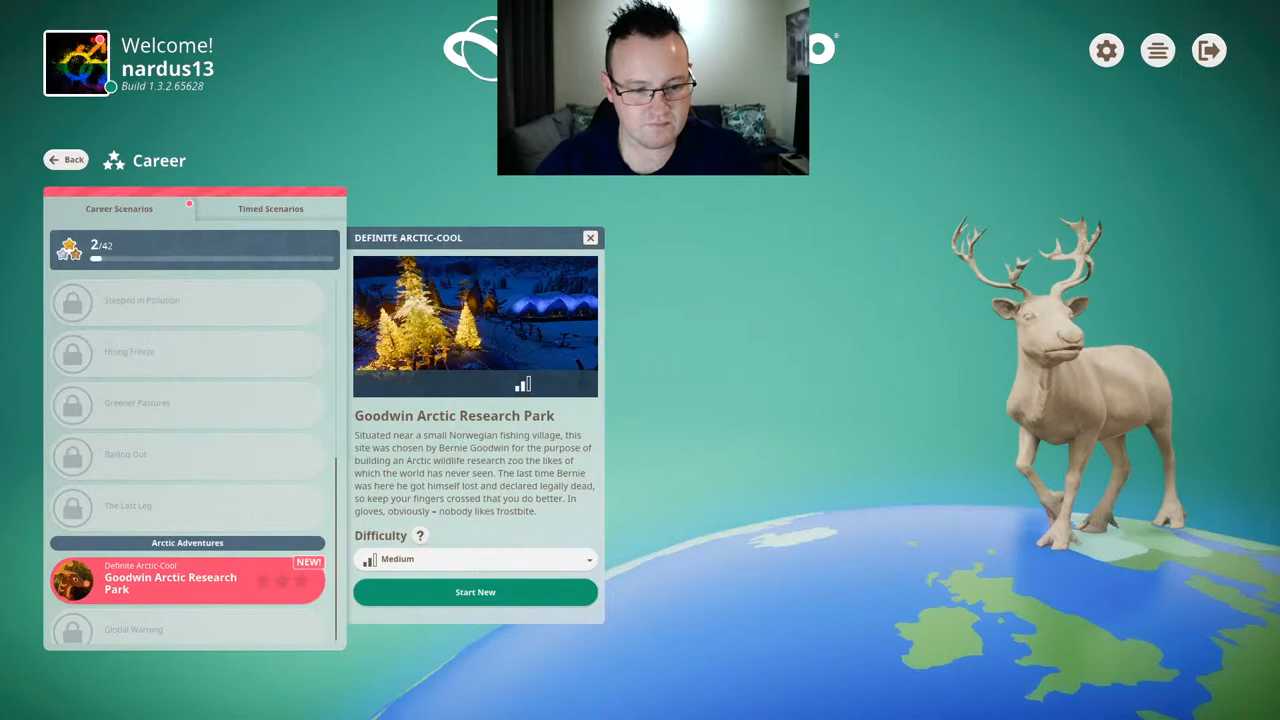 Welcome!
nardus13
Build 1.3.2.65628
Back
Career
Career Scenarios
Timed Scenarios
2/42
Steeped in Pollution
Hiring Freeze
Greener Pastures
Bailing Out
The Last Leg
Arctic Adventures
NEW!
Definite Arctic-Cool
Goodwin Arctic Research
Park
Global Warning
DEFINITE ARCTIC-COOL
Goodwin Arctic Research Park
Situated near a small Norwegian fishing village, this
site was chosen by Bernie Goodwin for the purpose of
building an Arctic wildlife research zoo the likes of
which the world has never seen. The last time Bernie
was here he got himself lost and declared legally dead,
so keep your fingers crossed that you do better. In
gloves, obviously – nobody likes frostbite.
Difficulty ?
Medium
Start New